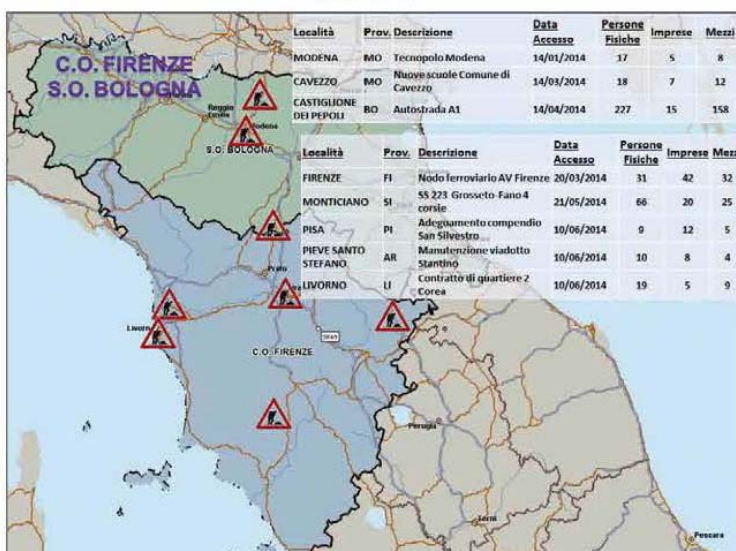 C.O. FIRENZE
S.O. BOLOGNA
Località Prov. Descrizione Data Accesso Persone Fisiche Imprese Mezzi
MODENA MO Tecnopolo Modena 14/01/2014 17 5 8
CAVEZZO MO Nuove scuole Comune di Cavezzo 14/03/2014 18 7 12
CASTIGLIONE DEI PEPOLI BO Autostrada A1 14/04/2014 227 15 158
Località Prov. Descrizione Data Accesso Persone Fisiche Imprese Mezzi
FIRENZE FI Nodo ferroviario AV Firenze 20/03/2014 31 42 32
MONTICIANO SI SS 223 Grosseto-Fano 4 corsie 21/05/2014 66 20 25
PISA PI Adeguamento compendio San Silvestro 10/06/2014 9 12 5
PIEVE SANTO STEFANO AR Manutenzione viadotto Stantino 10/06/2014 10 8 4
LIVORNO LI Contratto di quartiere 2 Corea 10/06/2014 19 5 9
Reggio
Modena
S.O. BOLOGNA
Prato
Livorn
C.O. FIRENZE
Perugia
Terni
Pescara